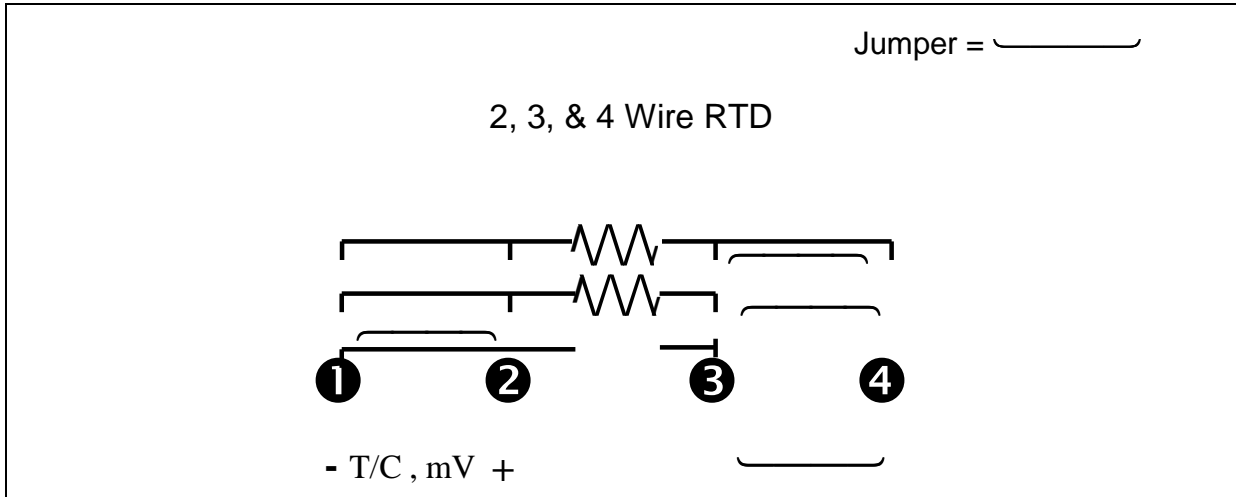 Jumper =
2, 3, & 4 Wire RTD
❶ ❷ ❸ ❹
- T/C , mV +